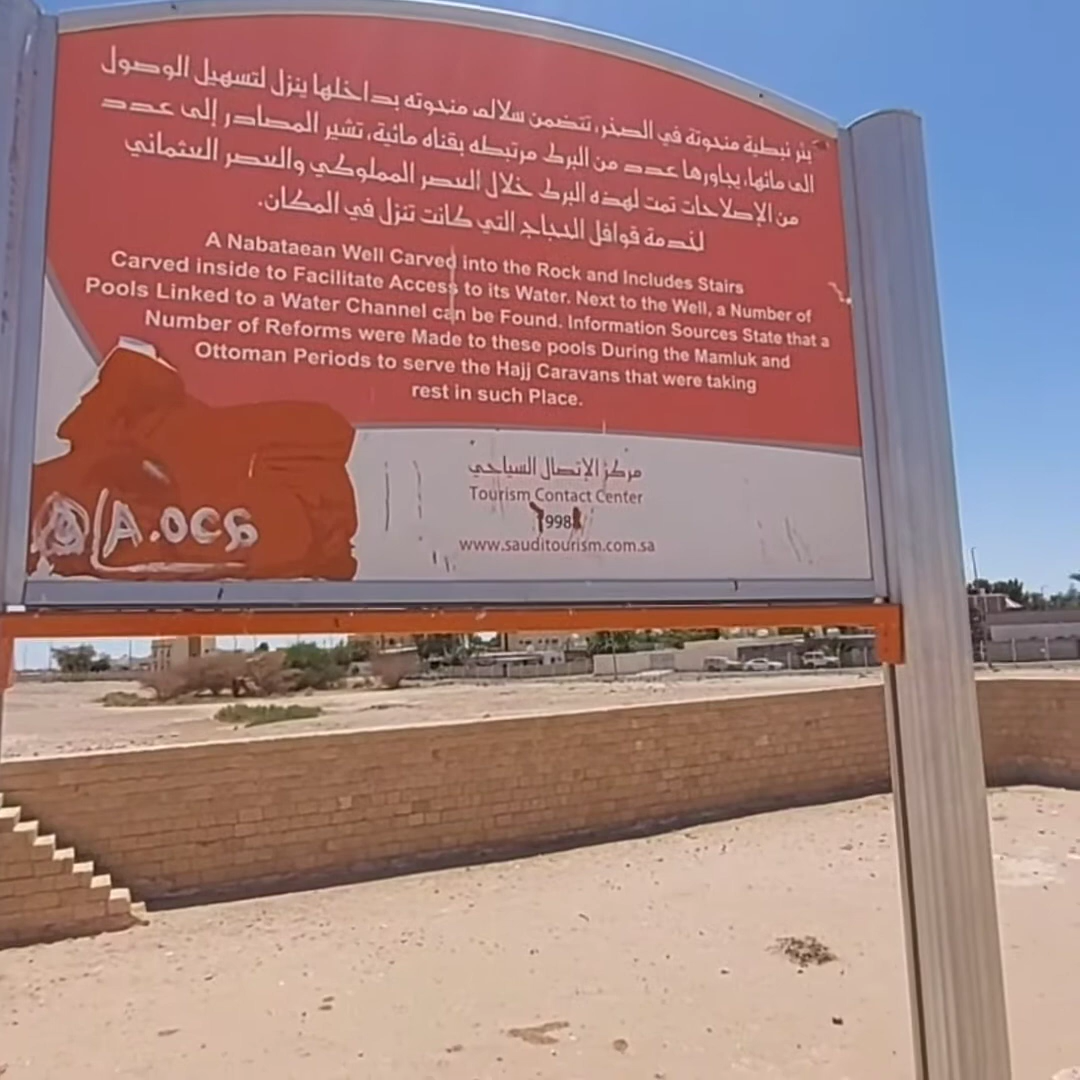 بئر نبطية منحوتة في الصخر، تتضمن سلالم منحوته بداخلها ينزل لتسهيل الوصول
الى مائها، يجاورها عدد من البرك مرتبطه بقناه مائية، تشير المصادر إلى عدد
من الإصلاحات تمت لهذه البرك خلال العصر المملوكي والعصر العثماني
لخدمة قوافل الحجاج التي كانت تنزل في المكان.
A Nabataean Well Carved into the Rock and Includes Stairs
Carved inside to Facilitate Access to its Water. Next to the Well, a Number of
Pools Linked to a Water Channel can be Found. Information Sources State that a
Number of Reforms were Made to these pools During the Mamluk and
Ottoman Periods to serve the Hajj Caravans that were taking
rest in such Place.
مركز الإتصال السياحي
Tourism Contact Center
998
www.sauditourism.com.sa